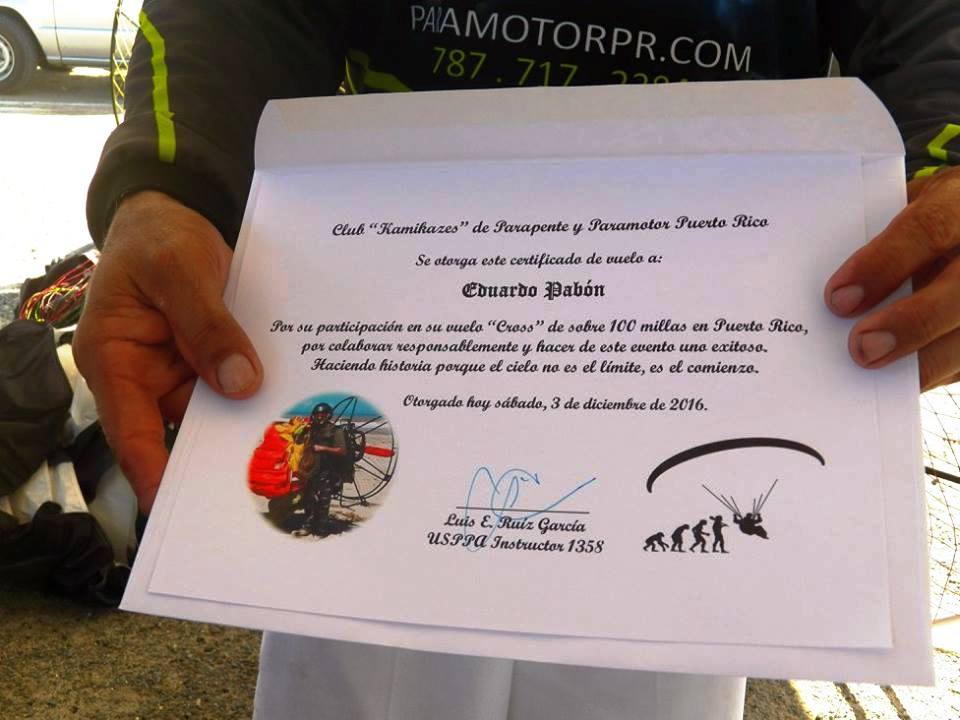 PARAMOTORPR.COM
787.717
Club “Kamikazes” de Parapente y Paramotor Puerto Rico
Se otorga este certificado de vuelo a:
Eduardo Pabón
Por su participación en su vuelo “Cross” de sobre 100 millas en Puerto Rico,
por colaborar responsablemente y hacer de este evento uno exitoso.
Haciendo historia porque el cielo no es el límite, es el comienzo.
Otorgado hoy sábado, 3 de diciembre de 2016.
Luis E. Ruiz García
USPPA Instructor 1358